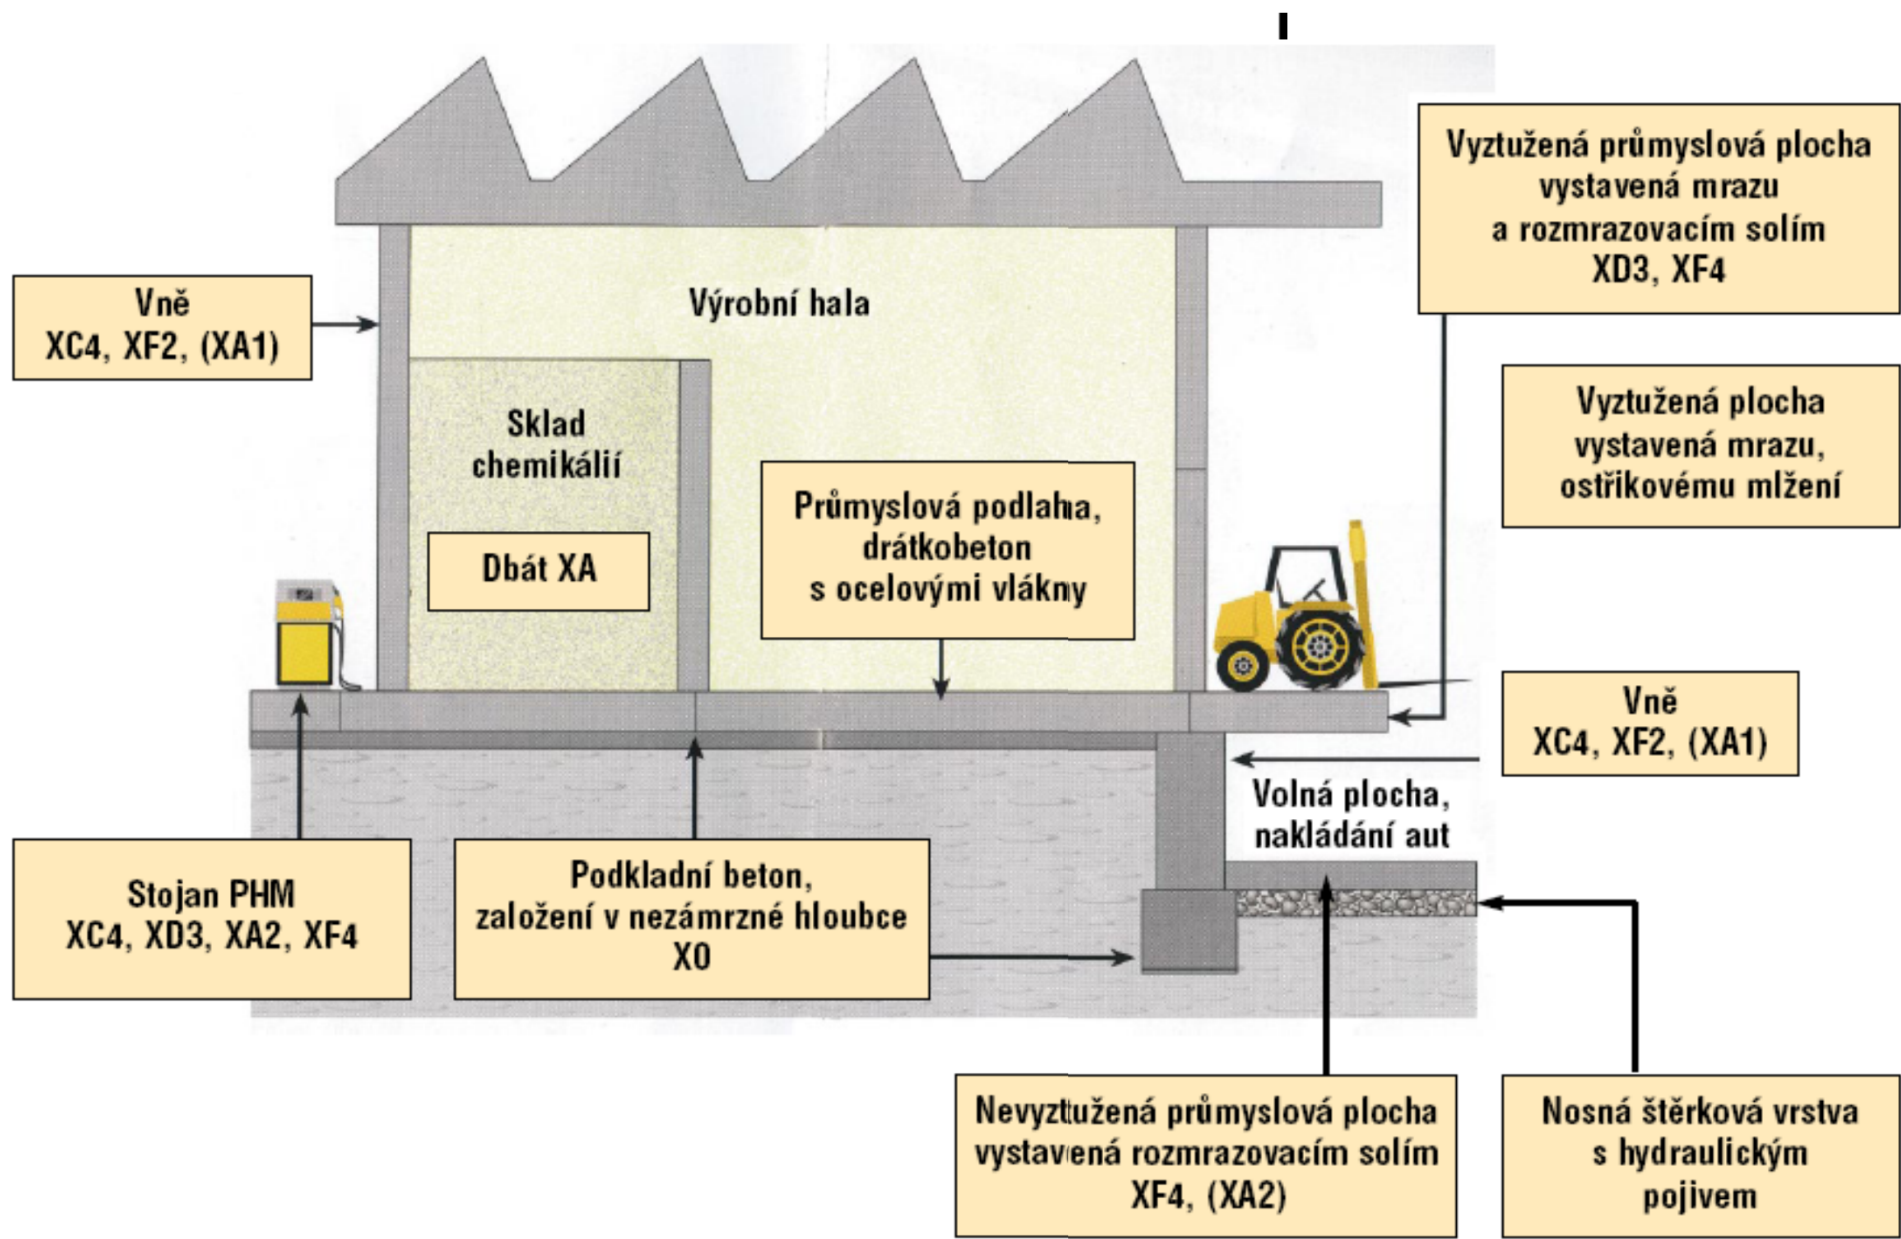 Vyztužená průmyslová plocha
vystavená mrazu
a rozmrazovacím solím
XD3, XF4
Vně
XC4, XF2, (XA1)
Výrobní hala
Vyztužená plocha
vystavená mrazu,
ostřikovému mlžení
Sklad
chemikálií
Dbát XA
Průmyslová podlaha,
drátkobeton
s ocelovými vlákny
Vně
XC4, XF2, (XA1)
Volná plocha,
nakládání aut
Stojan PHM
XC4, XD3, XA2, XF4
Podkladní beton,
založení v nezámrzné hloubce
X0
Nevyztužená průmyslová plocha
vystavená rozmrazovacím solím
XF4, (XA2)
Nosná štěrková vrstva
s hydraulickým
pojivem